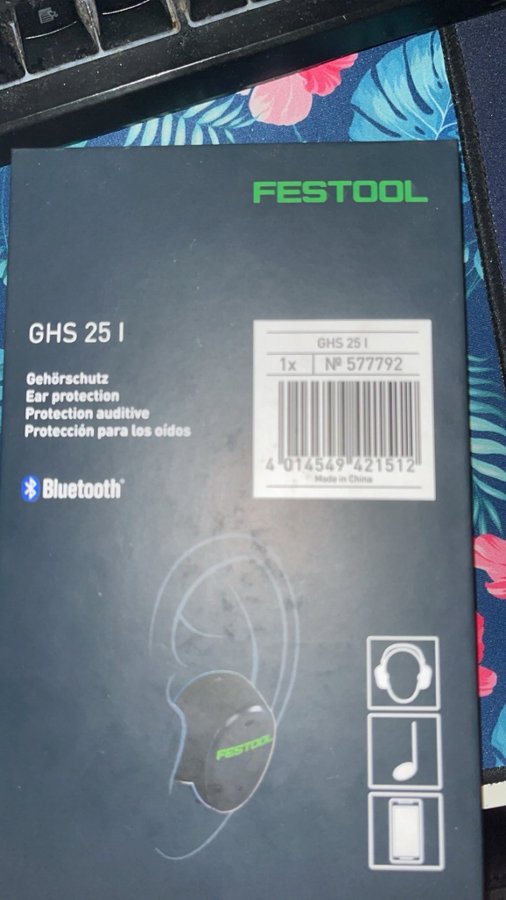 FESTOOL
GHS 25 I
Gehörschutz
Ear protection
Protection auditive
Protección para los oídos
Bluetooth®
GHS 25 I
1x Nº 577792
4 014549 421512
Made in China
FESTOOL